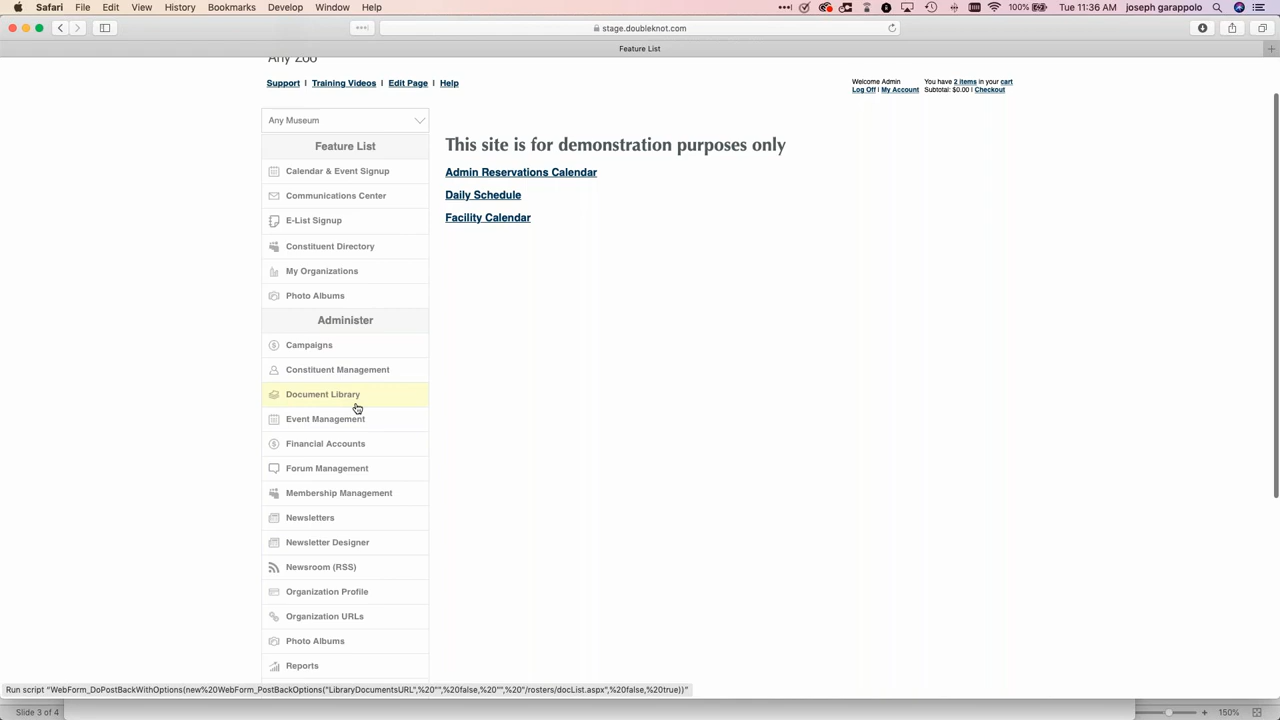 Safari File Edit View History Bookmarks Develop Window Help 100% Tue 11:36 AM joseph garappolo
stage.doubleknot.com
Feature List
Any Zoo
Support | Training Videos | Edit Page | Help
Welcome Admin You have 2 items in your cart
Log Off | My Account Subtotal: $0.00 | Checkout
Any Museum
Feature List
Calendar & Event Signup
Communications Center
E-List Signup
Constituent Directory
My Organizations
Photo Albums
Administer
Campaigns
Constituent Management
Document Library
Event Management
Financial Accounts
Forum Management
Membership Management
Newsletters
Newsletter Designer
Newsroom (RSS)
Organization Profile
Organization URLs
Photo Albums
Reports
This site is for demonstration purposes only
Admin Reservations Calendar
Daily Schedule
Facility Calendar
Run script "WebForm_DoPostBackWithOptions(new%20WebForm_PostBackOptions("LibraryDocumentsURL",%20"",%20false,%20"",%20"/rosters/docList.aspx",%20false,%20true))"
Slide 3 of 4 150%